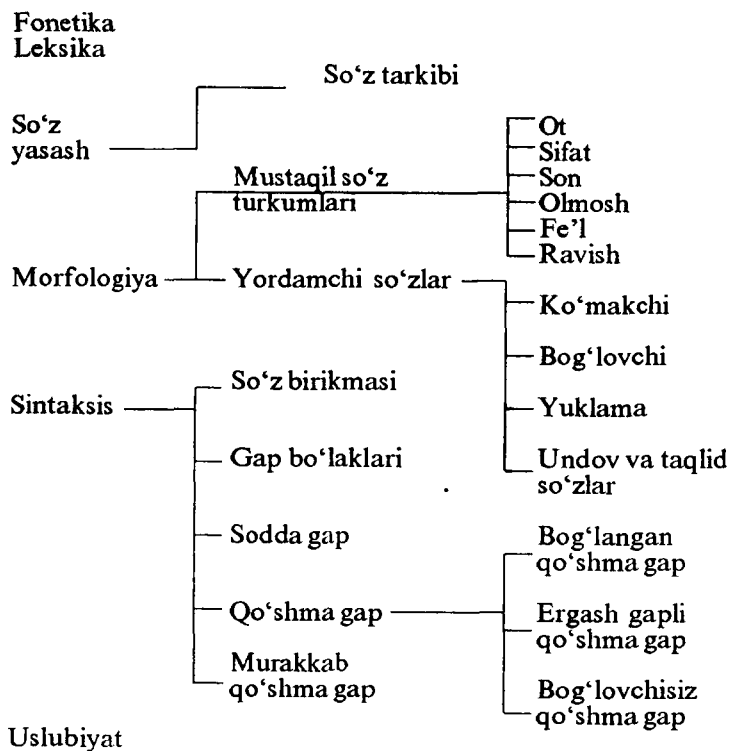 Fonetika
Leksika
So‘z tarkibi
So‘z
yasash
Ot
Sifat
Son
Olmosh
Fe’l
Ravish
Mustaqil so‘z
turkumlari
Morfologiya
Yordamchi so‘zlar
Ko‘makchi
Bog‘lovchi
Yuklama
Undov va taqlid
so‘zlar
Sintaksis
So‘z birikmasi
Gap bo‘laklari
Sodda gap
Qo‘shma gap
Murakkab
qo‘shma gap
Bog‘langan
qo‘shma gap
Ergash gapli
qo‘shma gap
Bog‘lovchisiz
qo‘shma gap
Uslubiyat